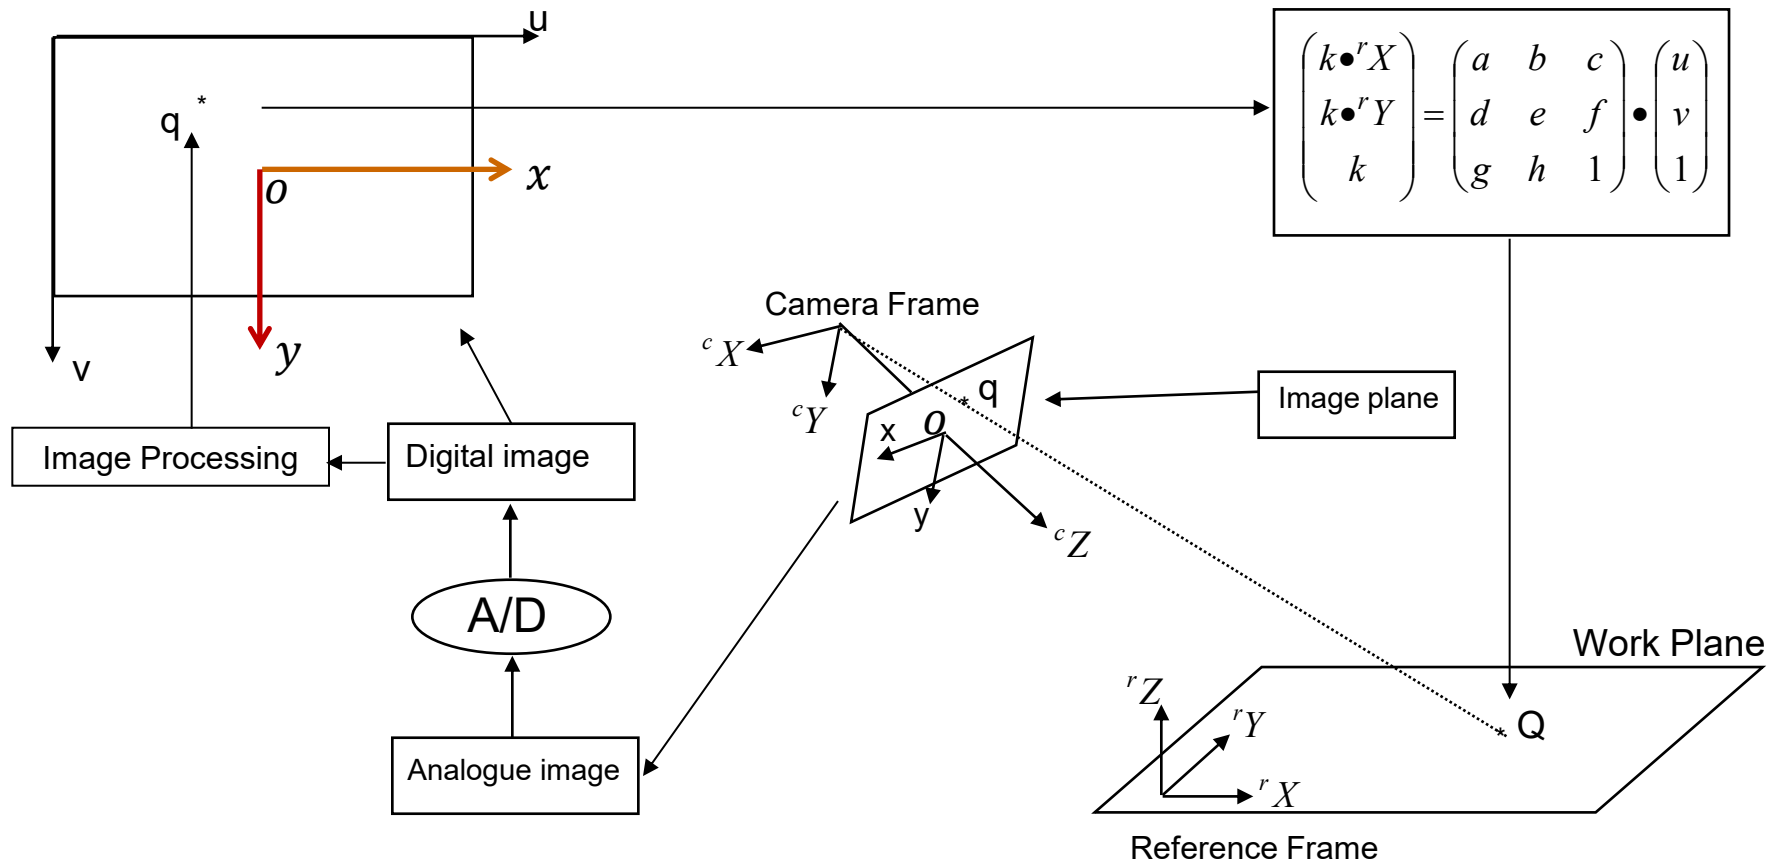 u
q *
x
o
y
v
k•ʳX a b c u
k•ʳY = d e f • v
k g h 1 1
Camera Frame
ᶜX
ᶜY
* q
Image plane
x o
y
ᶜZ
Image Processing
Digital image
A/D
Analogue image
Work Plane
ʳZ
ʳY
* Q
ʳX
Reference Frame